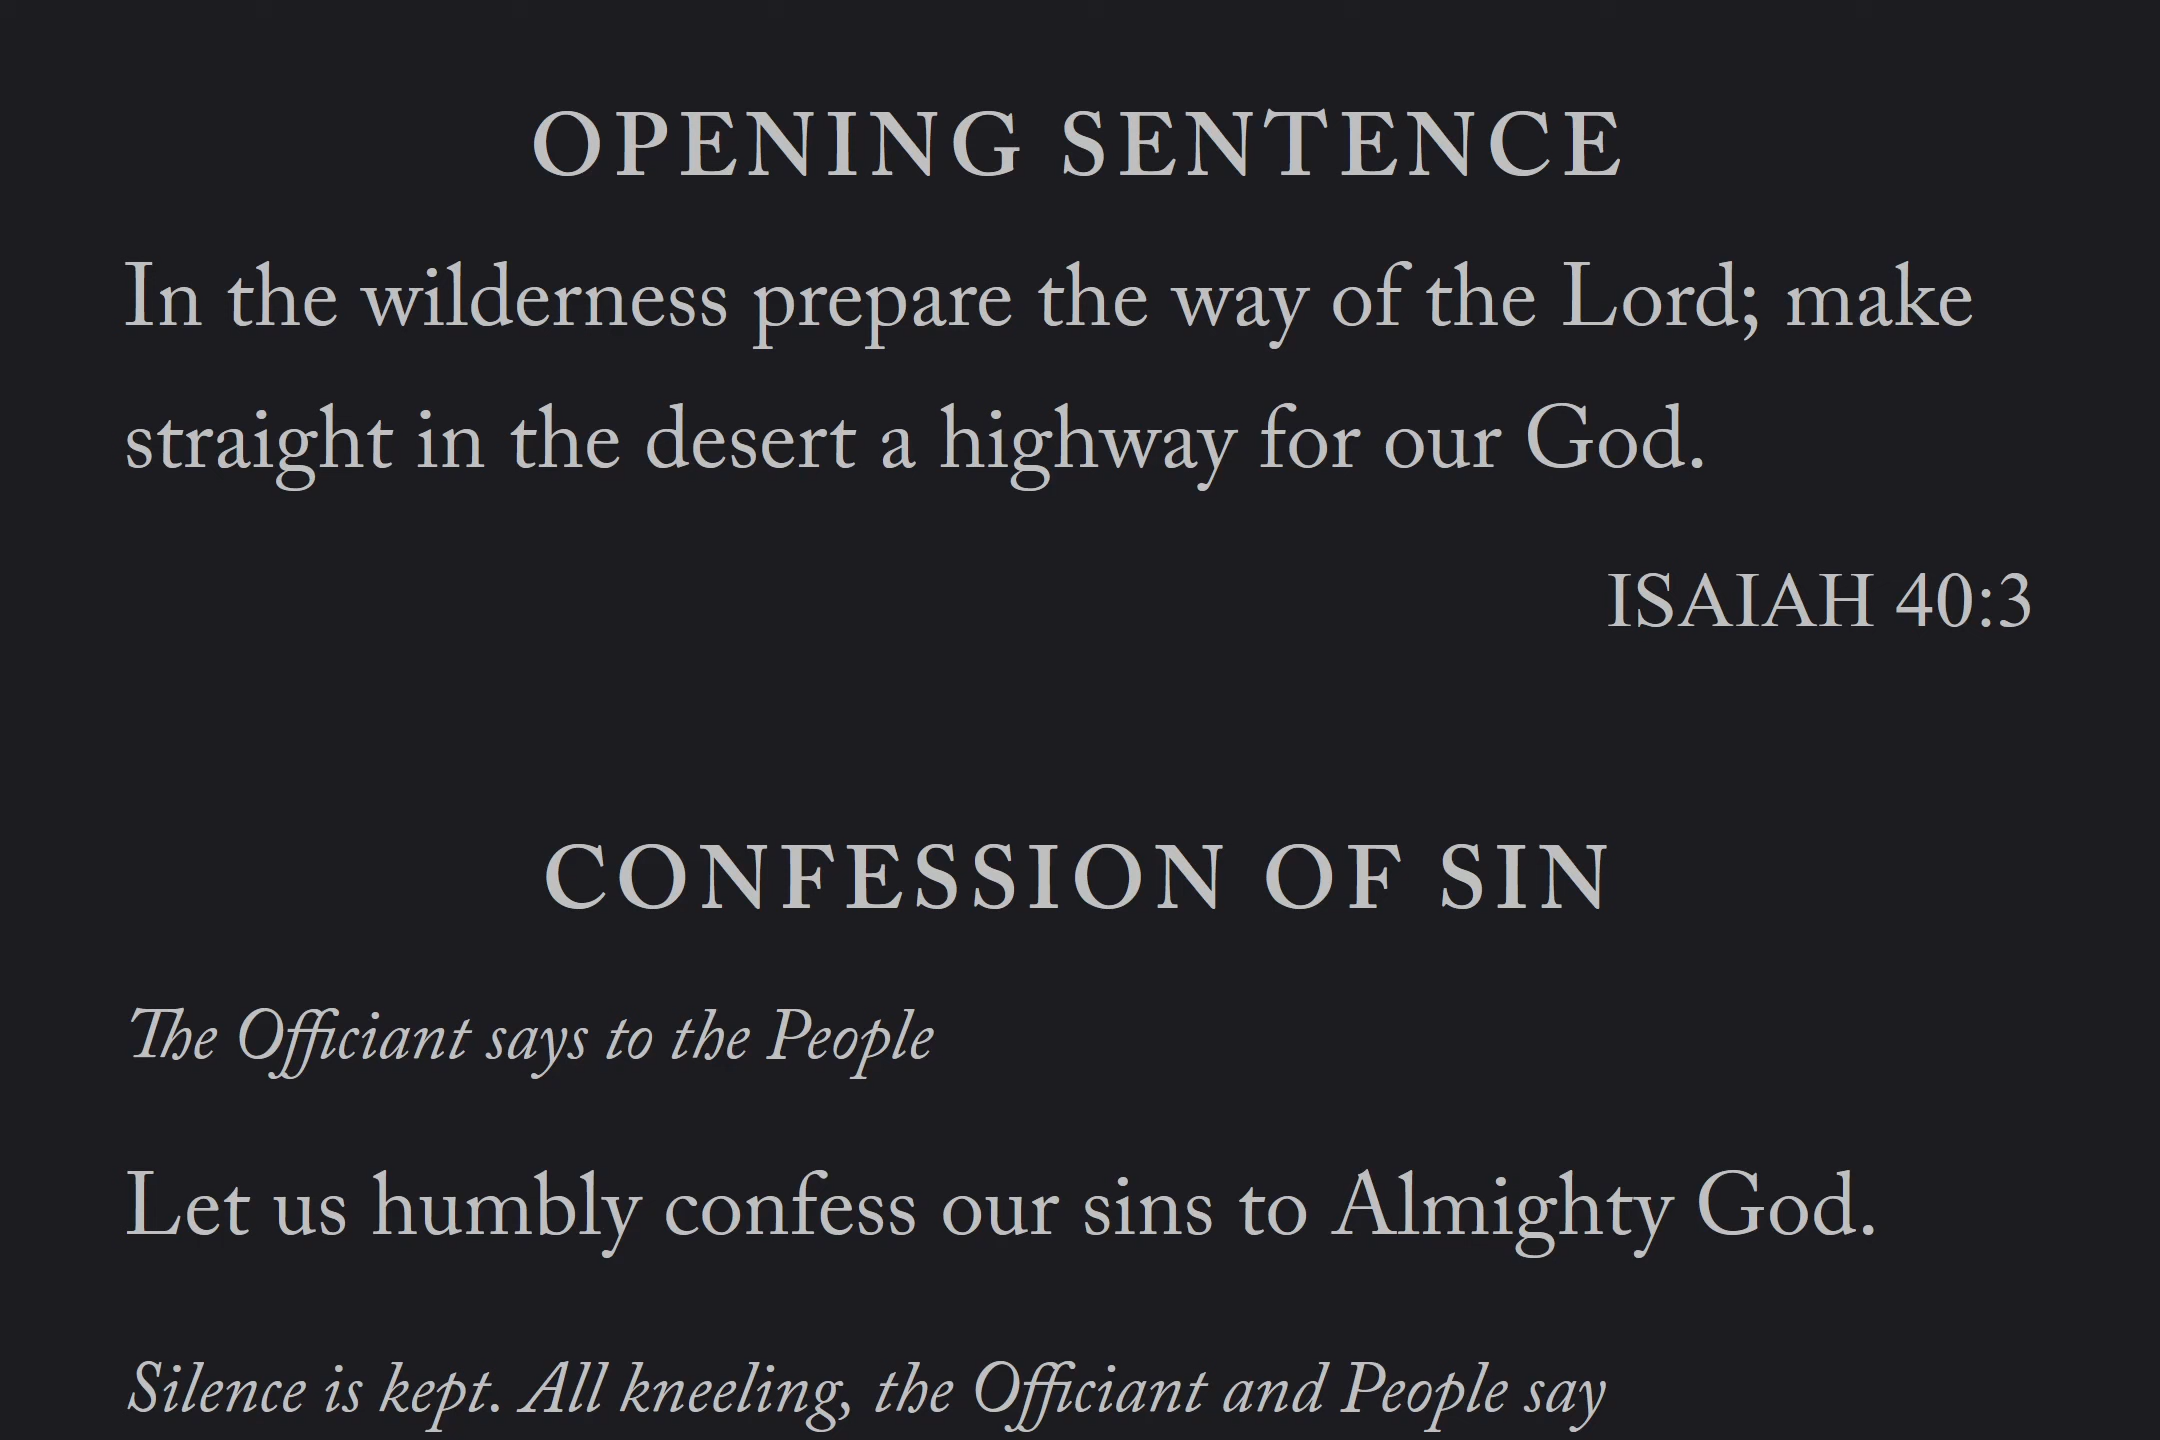 OPENING SENTENCE
In the wilderness prepare the way of the Lord; make
straight in the desert a highway for our God.
ISAIAH 40:3
CONFESSION OF SIN
The Officiant says to the People
Let us humbly confess our sins to Almighty God.
Silence is kept. All kneeling, the Officiant and People say